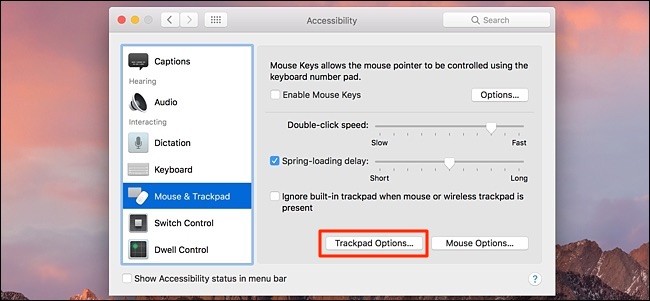 Accessibility
Search
Captions
Hearing
Audio
Interacting
Dictation
Keyboard
Mouse & Trackpad
Switch Control
Dwell Control
Mouse Keys allows the mouse pointer to be controlled using the
keyboard number pad.
Enable Mouse Keys
Options...
Double-click speed:
Slow
Fast
Spring-loading delay:
Short
Long
Ignore built-in trackpad when mouse or wireless trackpad is
present
Trackpad Options...
Mouse Options...
Show Accessibility status in menu bar
?